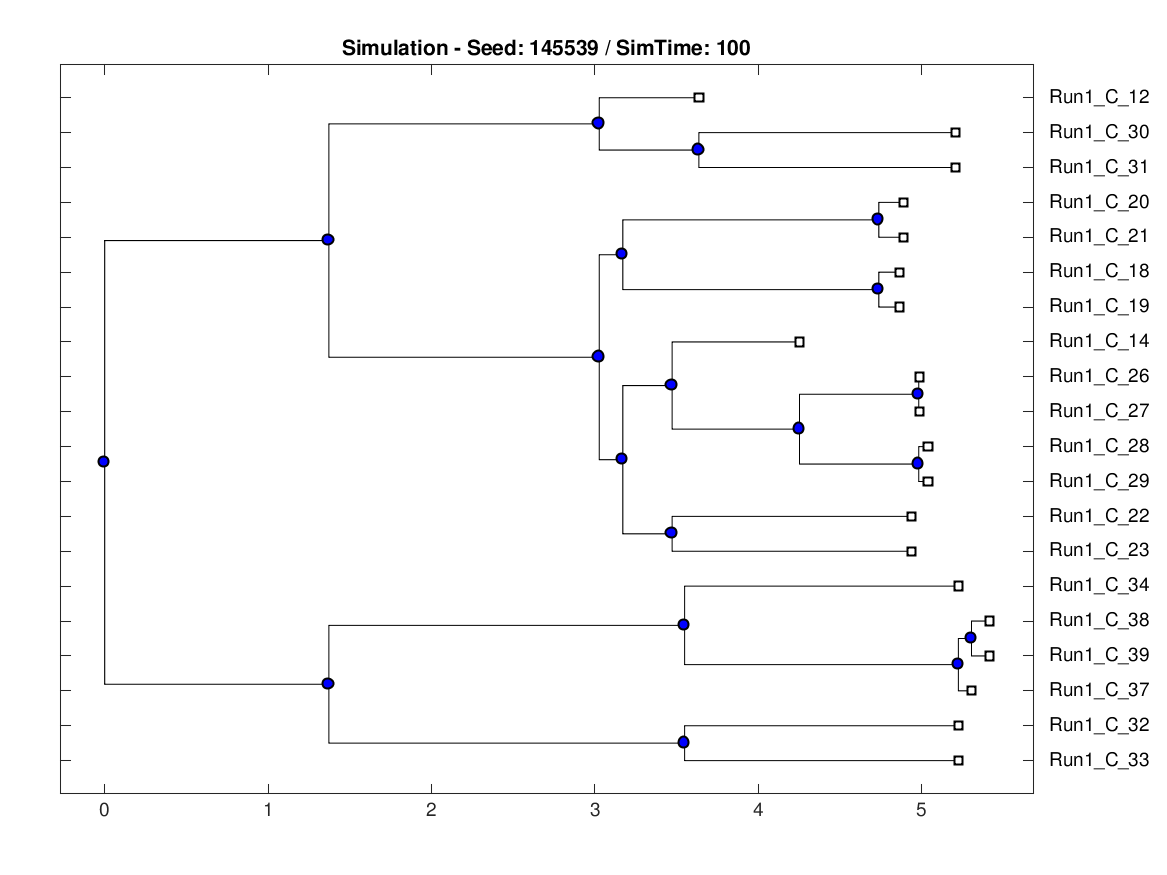 Simulation - Seed: 145539 / SimTime: 100
Run1_C_12
Run1_C_30
Run1_C_31
Run1_C_20
Run1_C_21
Run1_C_18
Run1_C_19
Run1_C_14
Run1_C_26
Run1_C_27
Run1_C_28
Run1_C_29
Run1_C_22
Run1_C_23
Run1_C_34
Run1_C_38
Run1_C_39
Run1_C_37
Run1_C_32
Run1_C_33
0 1 2 3 4 5